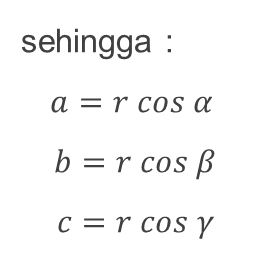 sehingga :
a = r cos α
b = r cos β
c = r cos γ